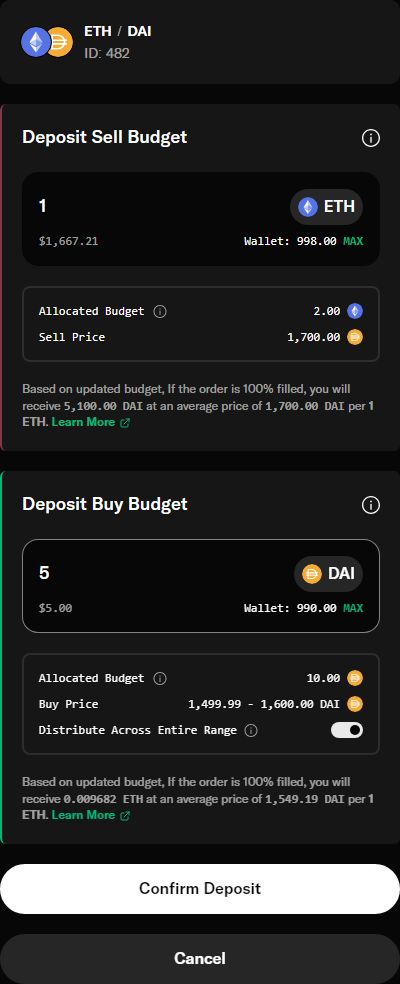 ETH / DAI
ID: 482
Deposit Sell Budget
1 ETH
$1,667.21 Wallet: 998.00 MAX
Allocated Budget 2.00
Sell Price 1,700.00
Based on updated budget, If the order is 100% filled, you will
receive 5,100.00 DAI at an average price of 1,700.00 DAI per 1
ETH. Learn More
Deposit Buy Budget
5 DAI
$5.00 Wallet: 990.00 MAX
Allocated Budget 10.00
Buy Price 1,499.99 - 1,600.00 DAI
Distribute Across Entire Range
Based on updated budget, If the order is 100% filled, you will
receive 0.009682 ETH at an average price of 1,549.19 DAI per 1
ETH. Learn More
Confirm Deposit
Cancel